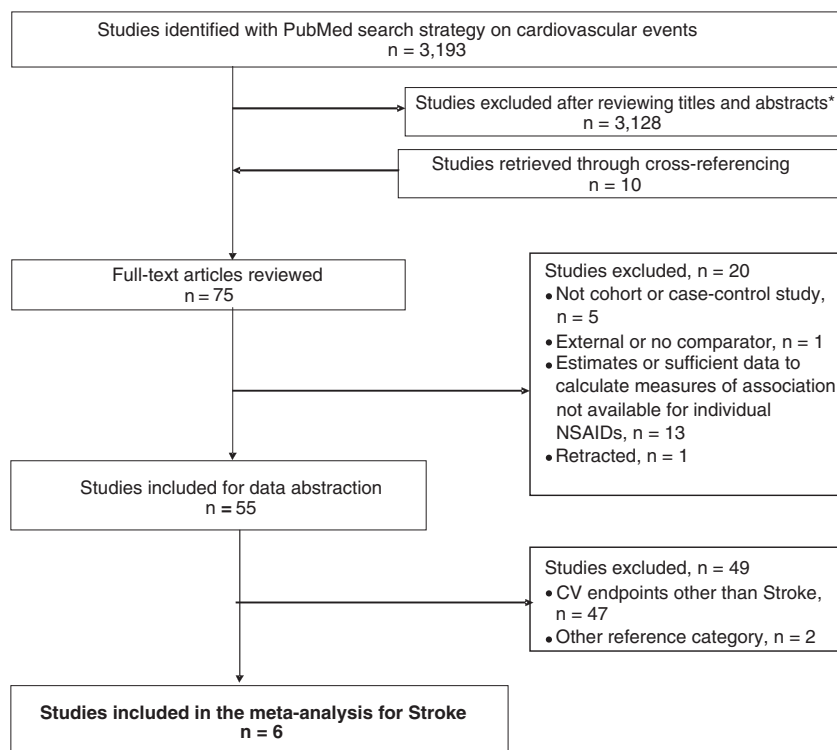 Studies identified with PubMed search strategy on cardiovascular events
n = 3,193
Studies excluded after reviewing titles and abstracts*
n = 3,128
Studies retrieved through cross-referencing
n = 10
Full-text articles reviewed
n = 75
Studies excluded, n = 20
• Not cohort or case-control study,
n = 5
• External or no comparator, n = 1
• Estimates or sufficient data to
calculate measures of association
not available for individual
NSAIDs, n = 13
• Retracted, n = 1
Studies included for data abstraction
n = 55
Studies excluded, n = 49
• CV endpoints other than Stroke,
n = 47
• Other reference category, n = 2
Studies included in the meta-analysis for Stroke
n = 6